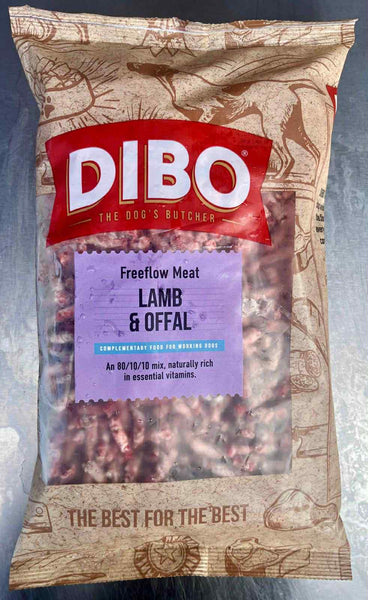 DIBO®
THE DOG'S BUTCHER
Freeflow Meat
LAMB
& OFFAL
COMPLEMENTARY FOOD FOR WORKING DOGS
An 80/10/10 mix, naturally rich
in essential vitamins.
THE BEST FOR THE BEST